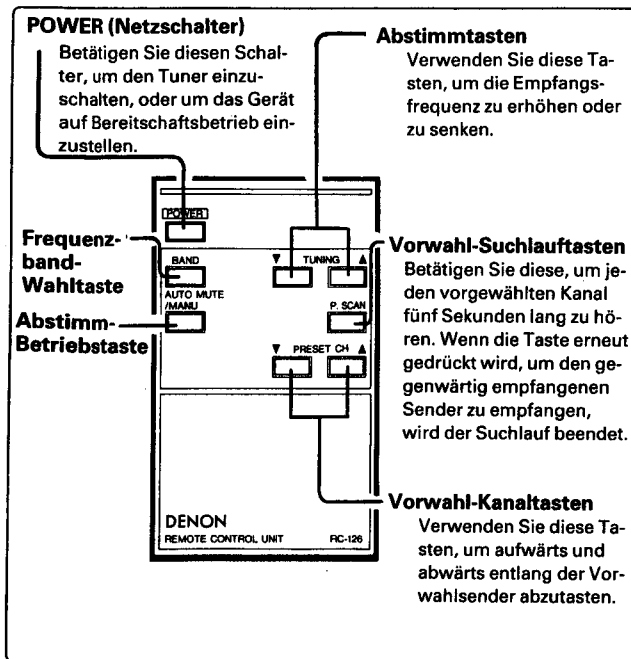 POWER (Netzschalter)
Betätigen Sie diesen Schal-
ter, um den Tuner einzu-
schalten, oder um das Gerät
auf Bereitschaftsbetrieb ein-
zustellen.
Abstimmtasten
Verwenden Sie diese Ta-
sten, um die Empfangs-
frequenz zu erhöhen oder
zu senken.
Frequenz-
band-
Wahltaste
Abstimm-
Betriebstaste
POWER
BAND
▼ TUNING ▲
AUTO MUTE
/MANU
P. SCAN
▼ PRESET CH ▲
DENON
REMOTE CONTROL UNIT RC-126
Vorwahl-Suchlauftasten
Betätigen Sie diese, um je-
den vorgewählten Kanal
fünf Sekunden lang zu hö-
ren. Wenn die Taste erneut
gedrückt wird, um den ge-
genwärtig empfangenen
Sender zu empfangen,
wird der Suchlauf beendet.
Vorwahl-Kanaltasten
Verwenden Sie diese Ta-
sten, um aufwärts und
abwärts entlang der Vor-
wahlsender abzutasten.